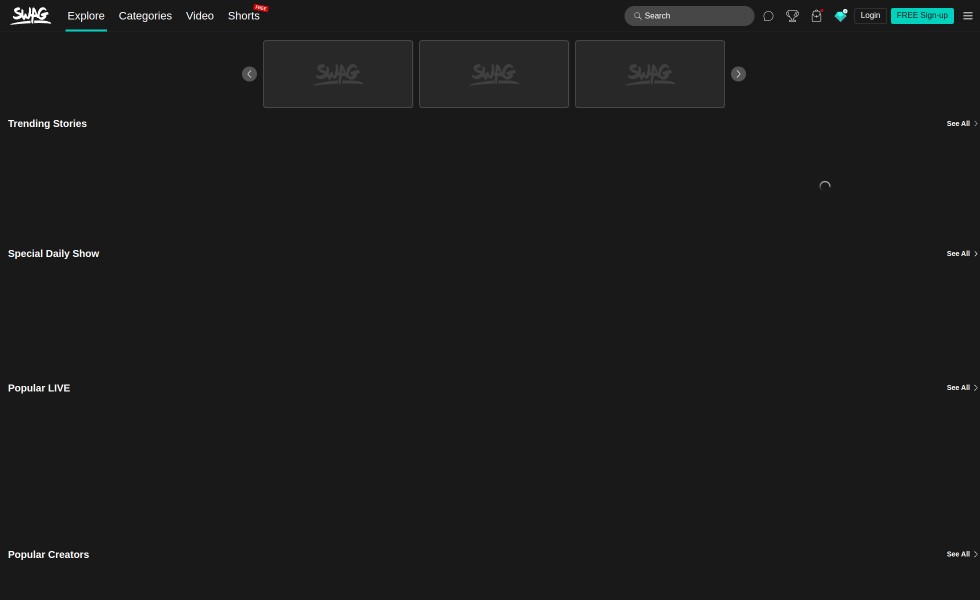 SWAG
Explore
Categories
Video
Shorts
FREE
Search
Login
FREE Sign-up
SWAG
SWAG
SWAG
Trending Stories
See All
Special Daily Show
See All
Popular LIVE
See All
Popular Creators
See All